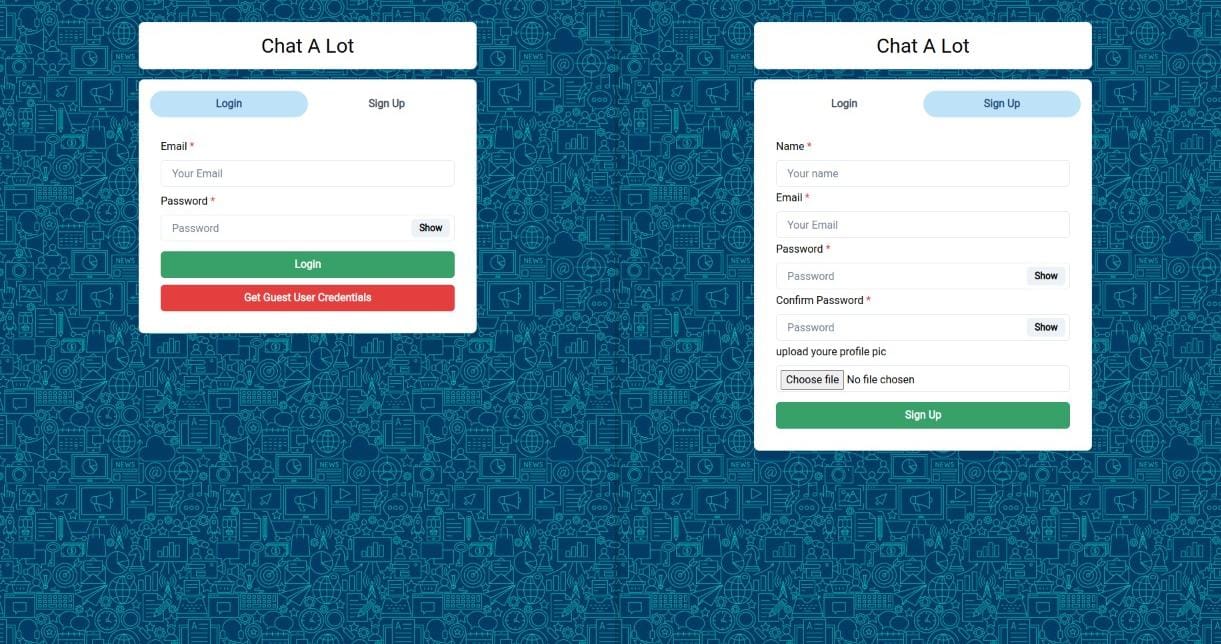 Chat A Lot
Login Sign Up
Email *
Your Email
Password *
Password Show
Login
Get Guest User Credentials
Chat A Lot
Login Sign Up
Name *
Your name
Email *
Your Email
Password *
Password Show
Confirm Password *
Password Show
upload youre profile pic
Choose file No file chosen
Sign Up
NEWS